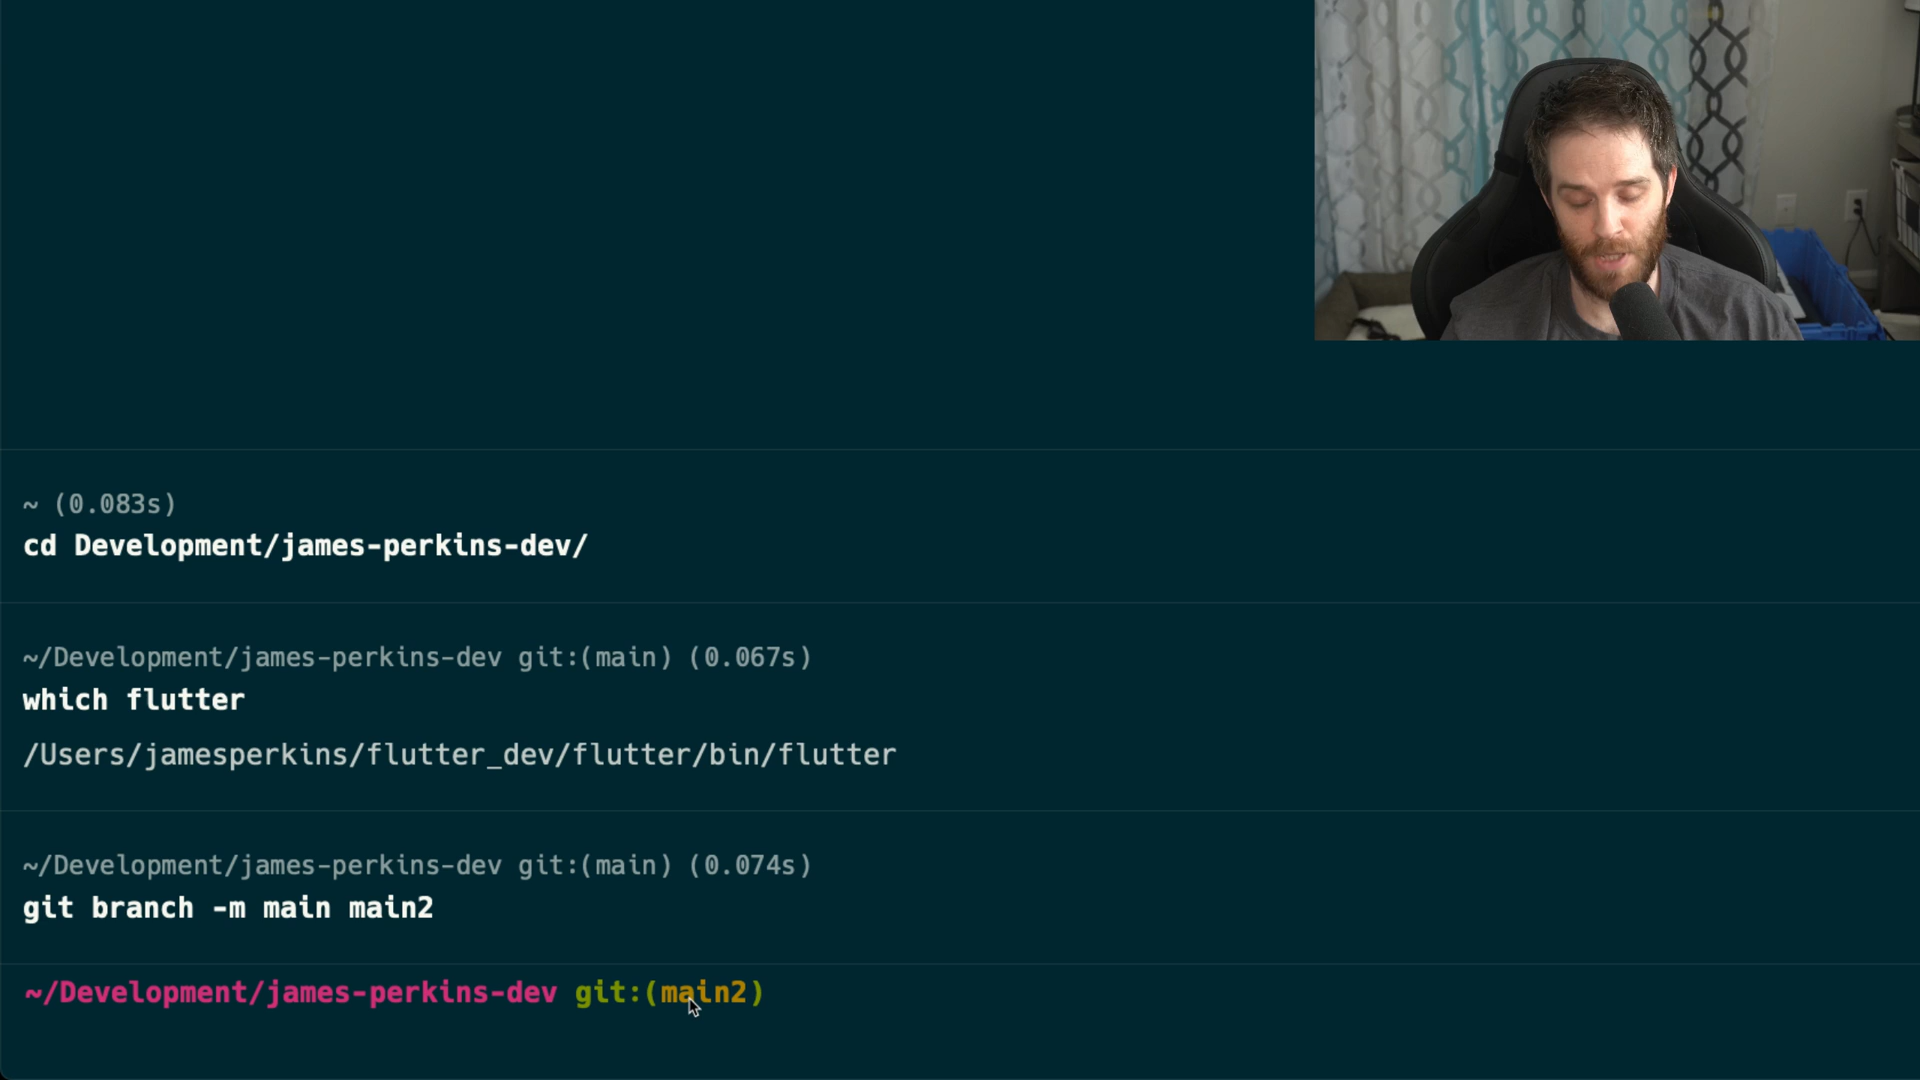 ~ (0.083s)
cd Development/james-perkins-dev/
~/Development/james-perkins-dev git:(main) (0.067s)
which flutter
/Users/jamesperkins/flutter_dev/flutter/bin/flutter
~/Development/james-perkins-dev git:(main) (0.074s)
git branch -m main main2
~/Development/james-perkins-dev git:(main2)